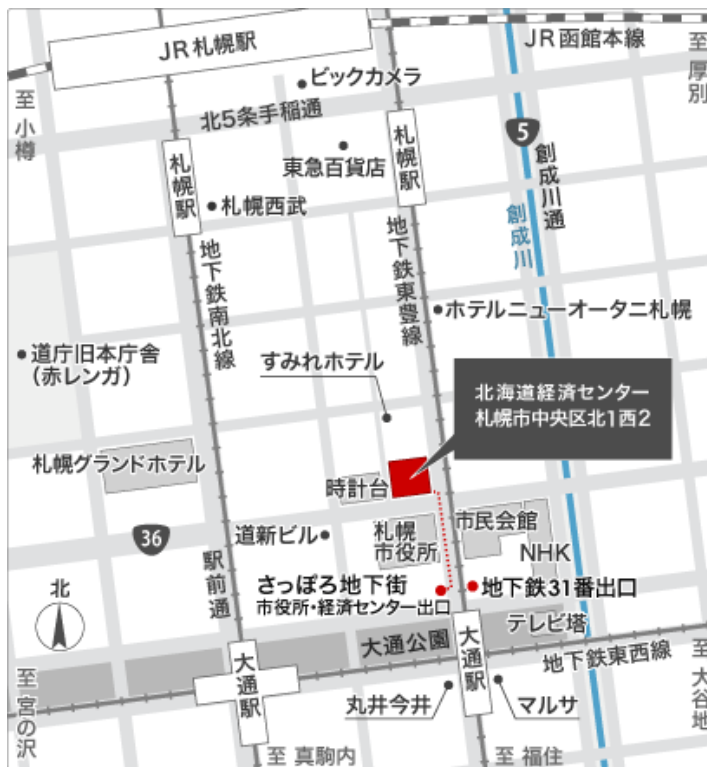 JR札幌駅
JR函館本線
至厚別
至小樽
ビックカメラ
北5条手稲通
5
札幌駅
札幌駅
東急百貨店
創成川通
創成川
札幌西武
地下鉄南北線
地下鉄東豊線
ホテルニューオータニ札幌
道庁旧本庁舎
(赤レンガ)
すみれホテル
北海道経済センター
札幌市中央区北1西2
札幌グランドホテル
時計台
36
道新ビル
札幌
市役所
市民会館
NHK
駅前通
さっぽろ地下街
市役所・経済センター出口
地下鉄31番出口
北
テレビ塔
大通公園
大通駅
大通駅
地下鉄東西線
至宮の沢
丸井今井
マルサ
至大谷地
至 真駒内
至 福住